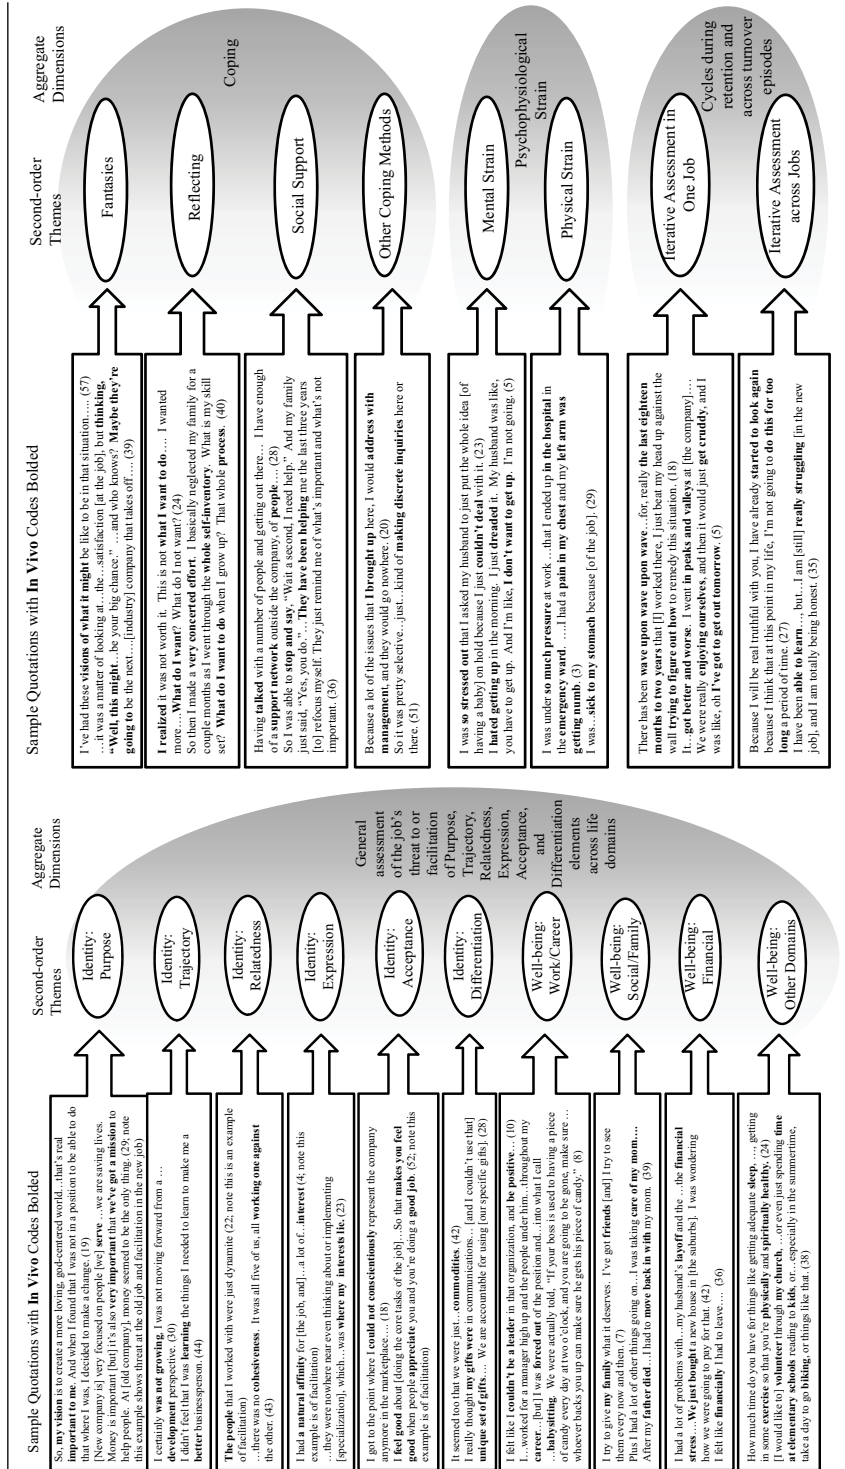 Sample Quotations with In Vivo Codes Bolded
Second-order
Themes
Aggregate
Dimensions
So, my vision is to create a more loving, god-centered world…that's real
important to me. And when I found that I was not in a position to be able to do
that where I was, I decided to make a change. (19)
[New company is] very focused on people [we] serve …we are saving lives.
Money is important [but] it's also very important that we've got a mission to
help people. At [old company], money seemed to be the only thing. (29; note
this example shows threat at the old job and facilitation in the new job)
Identity:
Purpose
I certainly was not growing, I was not moving forward from a …
development perspective. (30)
I didn't feel that I was learning the things I needed to learn to make me a
better businessperson. (44)
Identity:
Trajectory
The people that I worked with were just dynamite (22; note this is an example
of facilitation)
…there was no cohesiveness. It was all five of us, all working one against
the other. (43)
Identity:
Relatedness
I had a natural affinity for [the job, and]…a lot of…interest (4; note this
example is of facilitation)
…they were nowhere near even thinking about or implementing
[specialization], which…was where my interests lie. (23)
Identity:
Expression
I got to the point where I could not conscientiously represent the company
anymore in the marketplace…. (18)
I feel good about [doing the core tasks of the job]…So that makes you feel
good when people appreciate you and you're doing a good job. (52; note this
example is of facilitation)
Identity:
Acceptance
It seemed too that we were just…commodities. (42)
I really thought my gifts were in communications… [and I couldn't use that]
unique set of gifts…. We are accountable for using [our specific gifts]. (28)
Identity:
Differentiation
I felt like I couldn't be a leader in that organization, and be positive… (10)
I…worked for a manager high up and the people under him…throughout my
career…[but] I was forced out of the position and…into what I call
…babysitting. We were actually told, "If your boss is used to having a piece
of candy every day at two o'clock, and you are going to be gone, make sure….
whoever backs you up can make sure he gets his piece of candy." (8)
Well-being:
Work/Career
I try to give my family what it deserves. I've got friends [and] I try to see
them every now and then. (7)
Plus I had a lot of other things going on…I was taking care of my mom….
After my father died…I had to move back in with my mom. (39)
Well-being:
Social/Family
I had a lot of problems with…my husband's layoff and the …the financial
stress…We just bought a new house in [the suburbs]. I was wondering
how we were going to pay for that. (42)
I felt like financially I had to leave…. (36)
Well-being:
Financial
How much time do you have for things like getting adequate sleep, …, getting
in some exercise so that you're physically and spiritually healthy. (24)
[I would like to] volunteer through my church, …or even just spending time
at elementary schools reading to kids, or…especially in the summertime,
take a day to go biking, or things like that. (38)
Well-being:
Other Domains
General
assessment
of the job's
threat to or
facilitation
of Purpose,
Trajectory,
Relatedness,
Expression,
Acceptance,
and
Differentiation
elements
across life
domains
Sample Quotations with In Vivo Codes Bolded
Second-order
Themes
Aggregate
Dimensions
I've had these visions of what it might be like to be in that situation….. (57)
…it was a matter of looking at…the…satisfaction [at the job], but thinking,
"Well, this might…be your big chance." …and who knows? Maybe they're
going to be the next….[industry] company that takes off…. (39)
Fantasies
I realized it was not worth it. This is not what I want to do…. I wanted
more….What do I want? What do I not want? (24)
So then I made a very concerted effort. I basically neglected my family for a
couple months as I went through the whole self-inventory. What is my skill
set? What do I want to do when I grow up? That whole process. (40)
Reflecting
Having talked with a number of people and getting out there… I have enough
of a support network outside the company, of people…. (28)
So I was able to stop and say, "Wait a second, I need help." And my family
just said, "Yes, you do."…They have been helping me the last three years
[to] refocus myself. They just remind me of what's important and what's not
important. (36)
Social Support
Because a lot of the issues that I brought up here, I would address with
management, and they would go nowhere. (20)
So it was pretty selective…just…kind of making discrete inquiries here or
there. (51)
Other Coping Methods
Coping
I was so stressed out that I asked my husband to just put the whole idea [of
having a baby] on hold because I just couldn't deal with it. (23)
I hated getting up in the morning. I just dreaded it. My husband was like,
you have to get up. And I'm like, I don't want to get up. I'm not going. (5)
Mental Strain
I was under so much pressure at work …that I ended up in the hospital in
the emergency ward. ….I had a pain in my chest and my left arm was
getting numb. (3)
I was…sick to my stomach because [of the job]. (29)
Physical Strain
Psychophysiological
Strain
There has been wave upon wave upon wave…for, really the last eighteen
months to two years that [I] worked there, I just beat my head up against the
wall trying to figure out how to remedy this situation. (18)
It…got better and worse. I went in peaks and valleys at [the company]….
We were really enjoying ourselves, and then it would just get cruddy, and I
was like, oh I've got to get out tomorrow. (5)
Iterative Assessment in
One Job
Because I will be real truthful with you, I have already started to look again
because I think that at this point in my life, I'm not going to do this for too
long a period of time. (27)
I have been able to learn…, but…I am [still] really struggling [in the new
job], and I am totally being honest. (35)
Iterative Assessment
across Jobs
Cycles during
retention and
across turnover
episodes